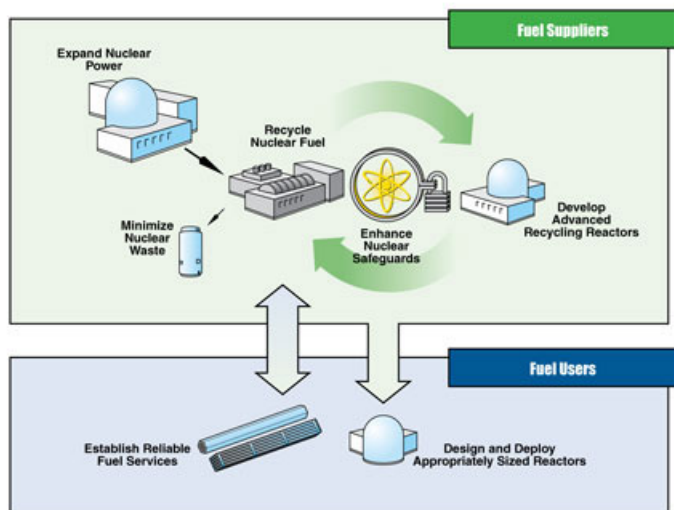 Fuel Suppliers
Expand Nuclear
Power
Recycle
Nuclear Fuel
Minimize
Nuclear
Waste
Enhance
Nuclear
Safeguards
Develop
Advanced
Recycling Reactors
Fuel Users
Establish Reliable
Fuel Services
Design and Deploy
Appropriately Sized Reactors